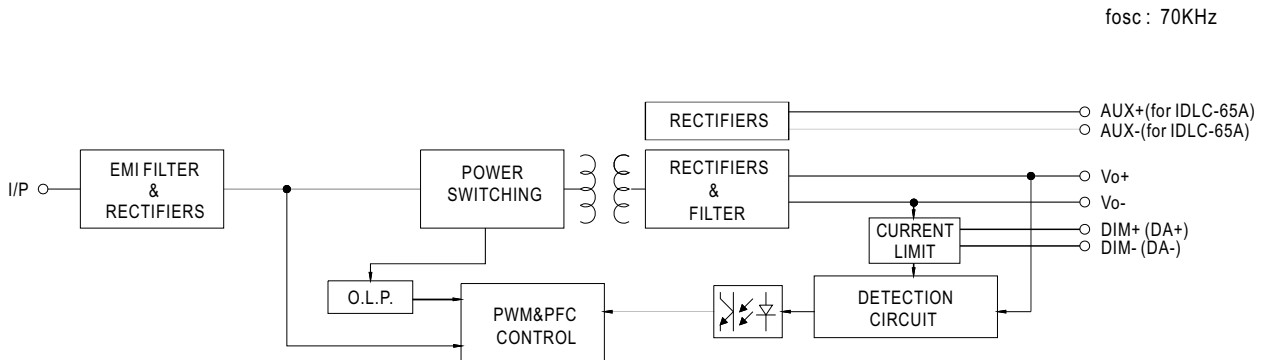 fosc : 70KHz
RECTIFIERS
AUX+(for IDLC-65A)
AUX-(for IDLC-65A)
I/P
EMI FILTER
&
RECTIFIERS
POWER
SWITCHING
RECTIFIERS
&
FILTER
Vo+
Vo-
CURRENT
LIMIT
DIM+ (DA+)
DIM- (DA-)
O.L.P.
PWM&PFC
CONTROL
DETECTION
CIRCUIT